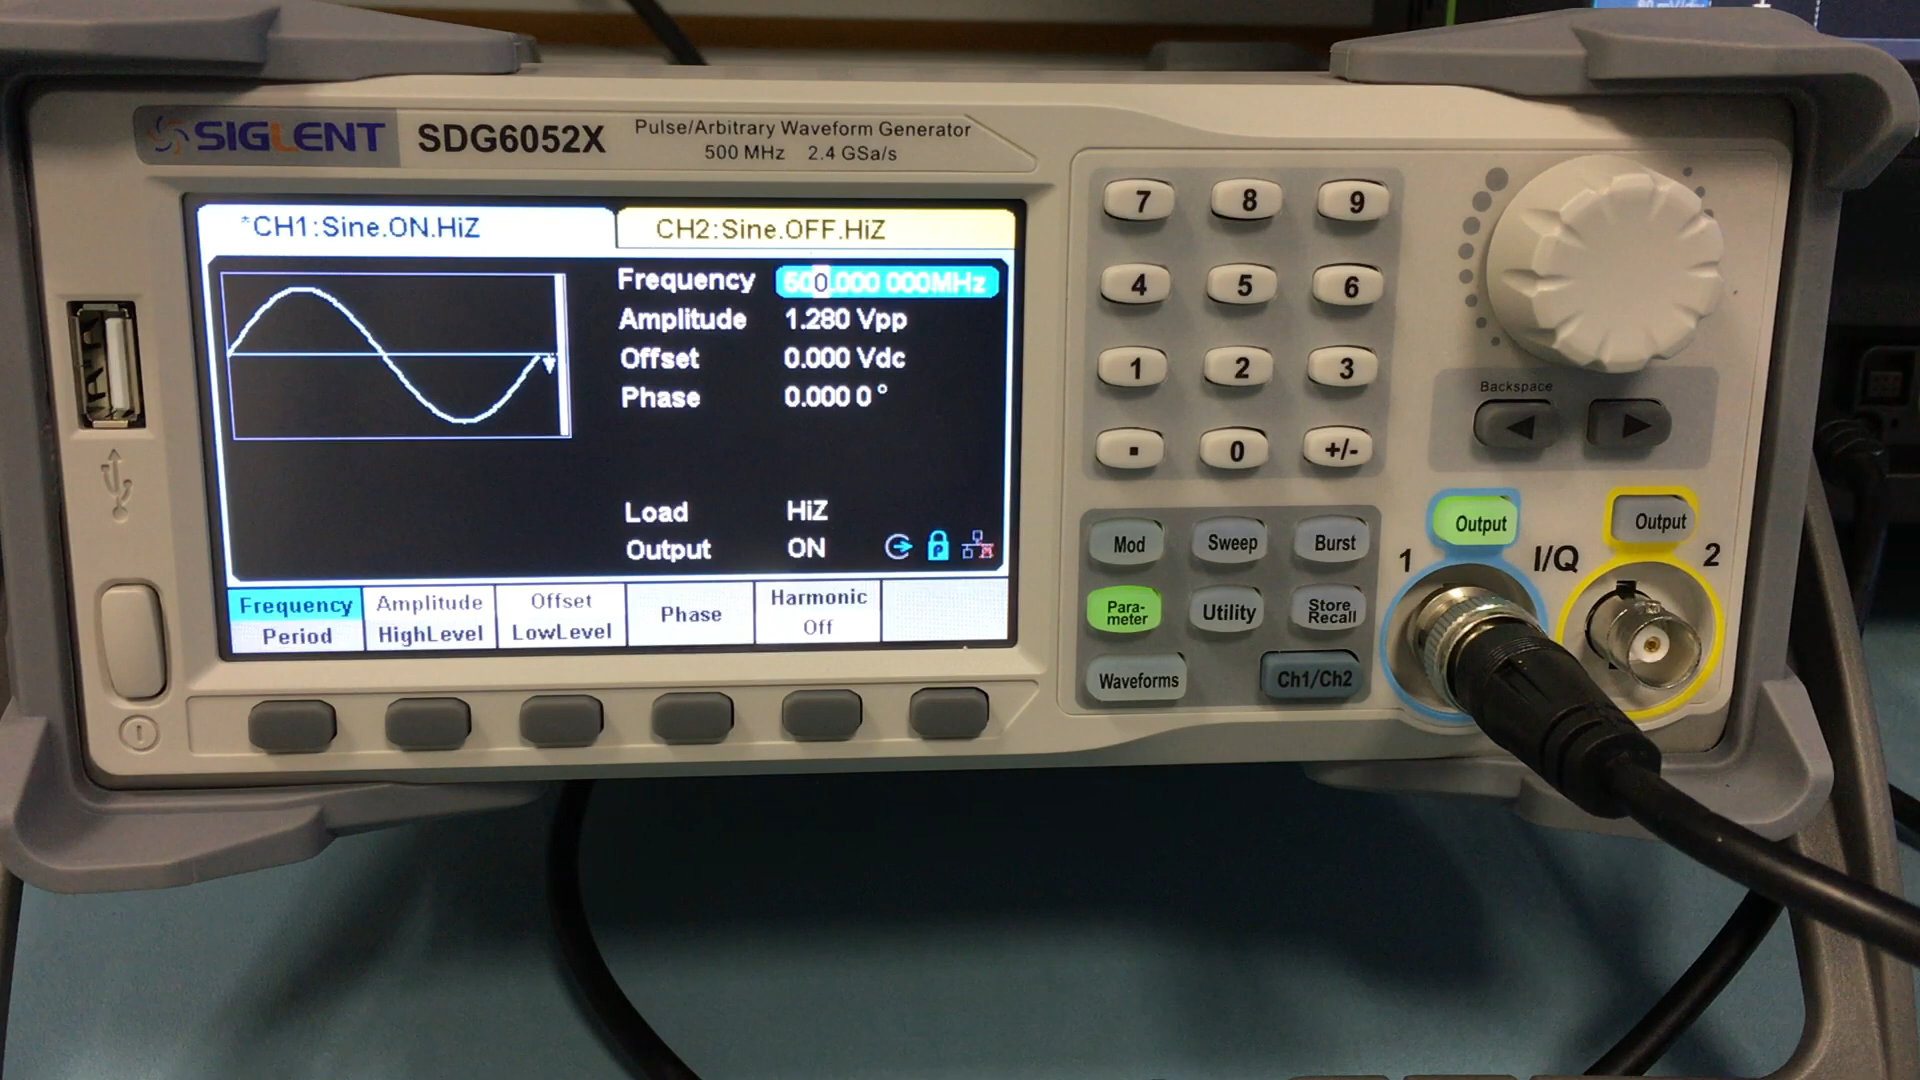 SIGLENT SDG6052X Pulse/Arbitrary Waveform Generator
500 MHz 2.4 GSa/s
*CH1:Sine.ON.HiZ CH2:Sine.OFF.HiZ
Frequency 500.000 000MHz
Amplitude 1.280 Vpp
Offset 0.000 Vdc
Phase 0.000 0 °
Load HiZ
Output ON
Frequency Amplitude Offset Phase Harmonic
Period HighLevel LowLevel Off
7 8 9
4 5 6
1 2 3
. 0 +/-
Backspace
Mod Sweep Burst
Para-
meter
Utility
Store
Recall
Waveforms Ch1/Ch2
Output Output
1 I/Q 2